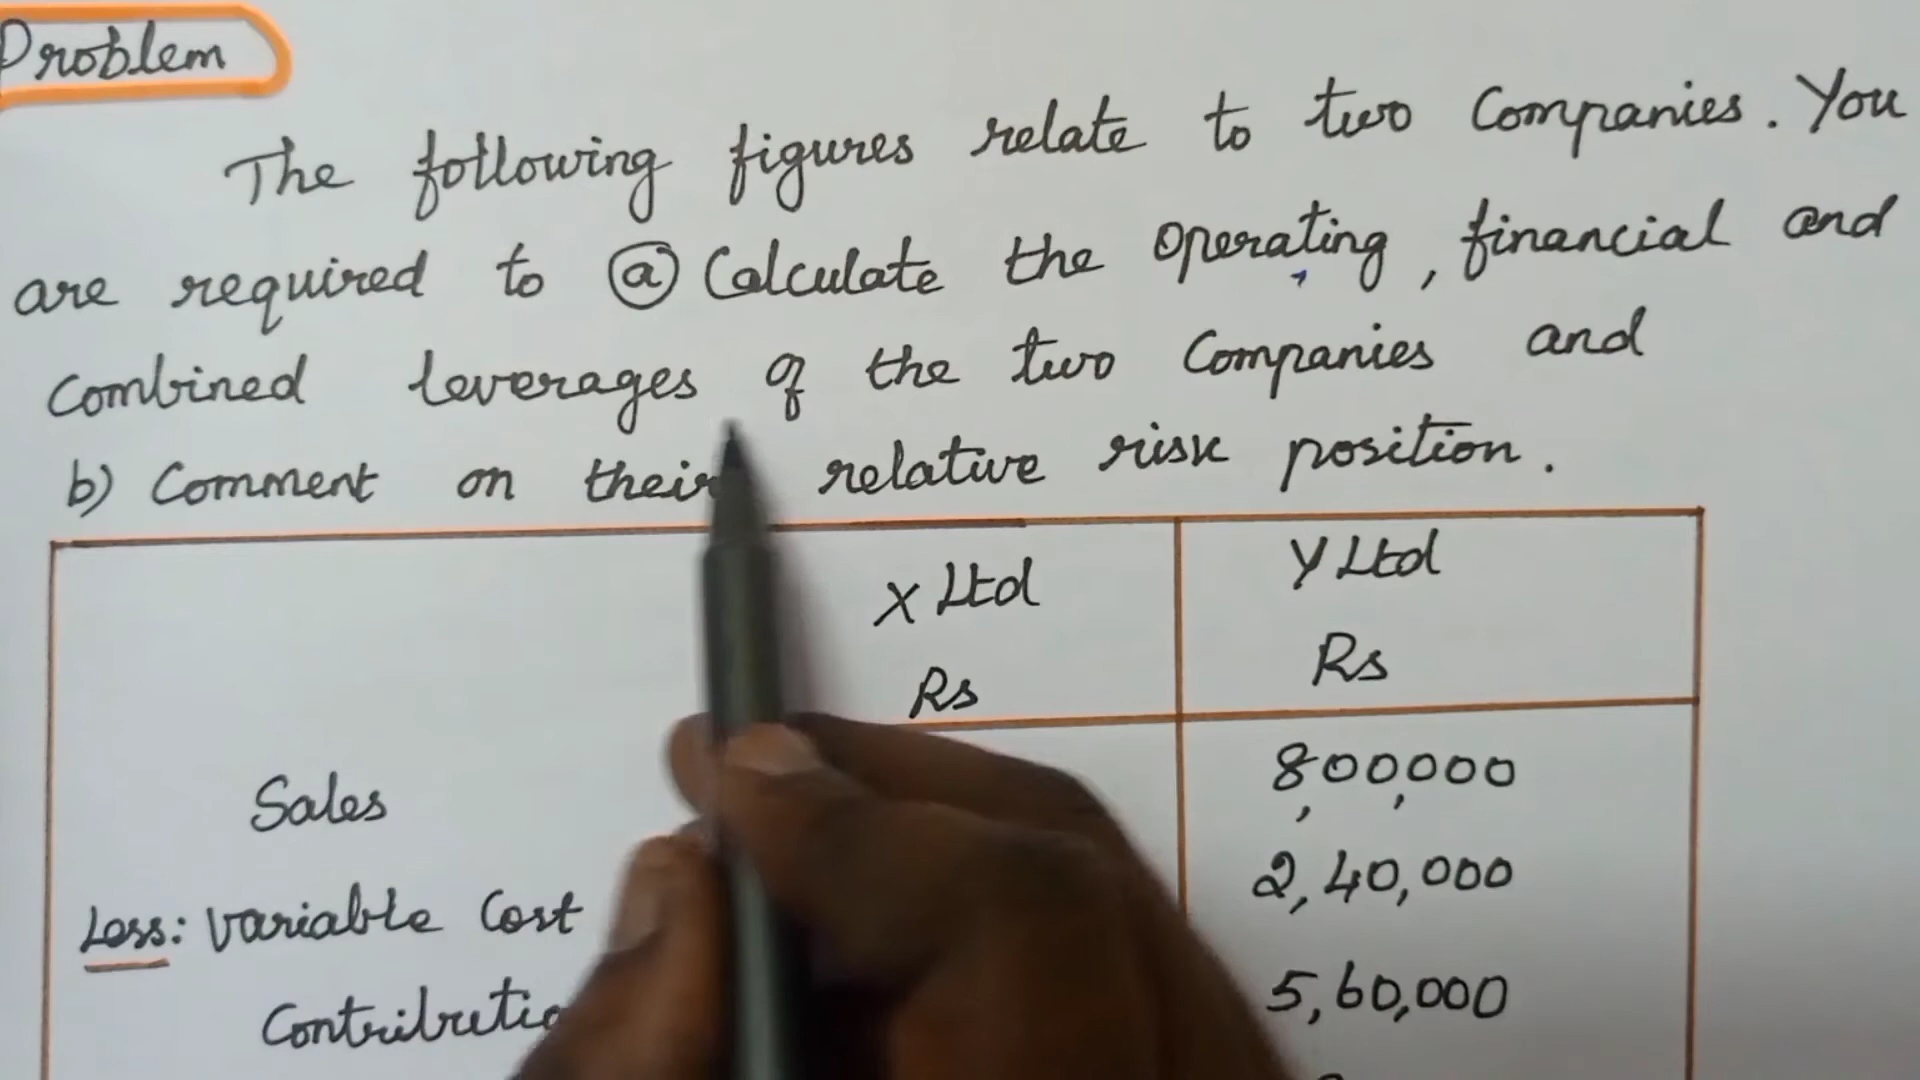 Problem
The following figures relate to two Companies. You
are required to (a) Calculate the operating, financial and
Combined leverages of the two Companies and
b) Comment on their relative risk position.
X Ltd Y Ltd
Rs Rs
Sales 8,00,000
Less: Variable Cost 2,40,000
5,60,000